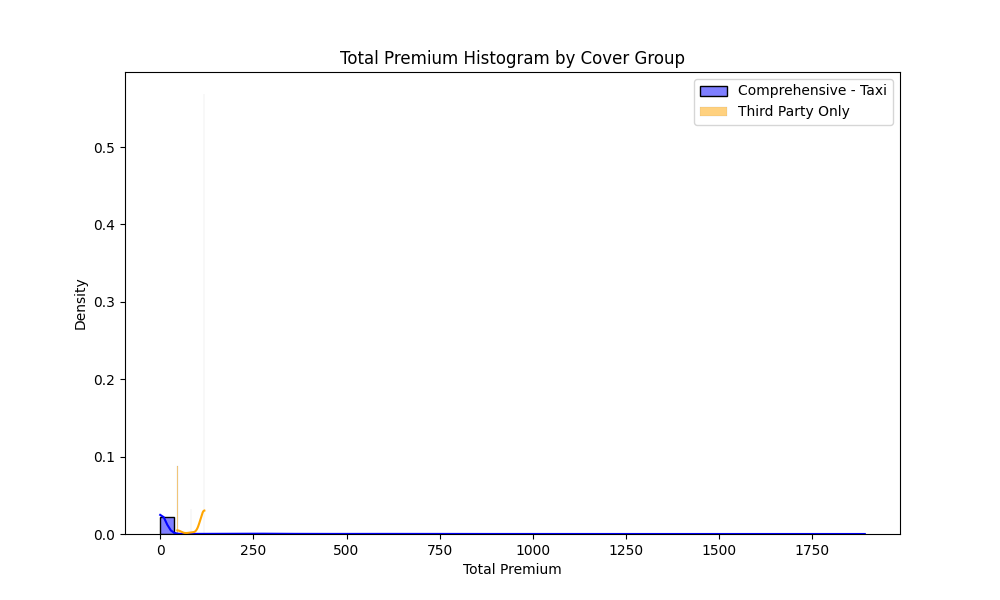 Total Premium Histogram by Cover Group
Comprehensive - Taxi
Third Party Only
Density
0.5
0.4
0.3
0.2
0.1
0.0
0
250
500
750
1000
1250
1500
1750
Total Premium